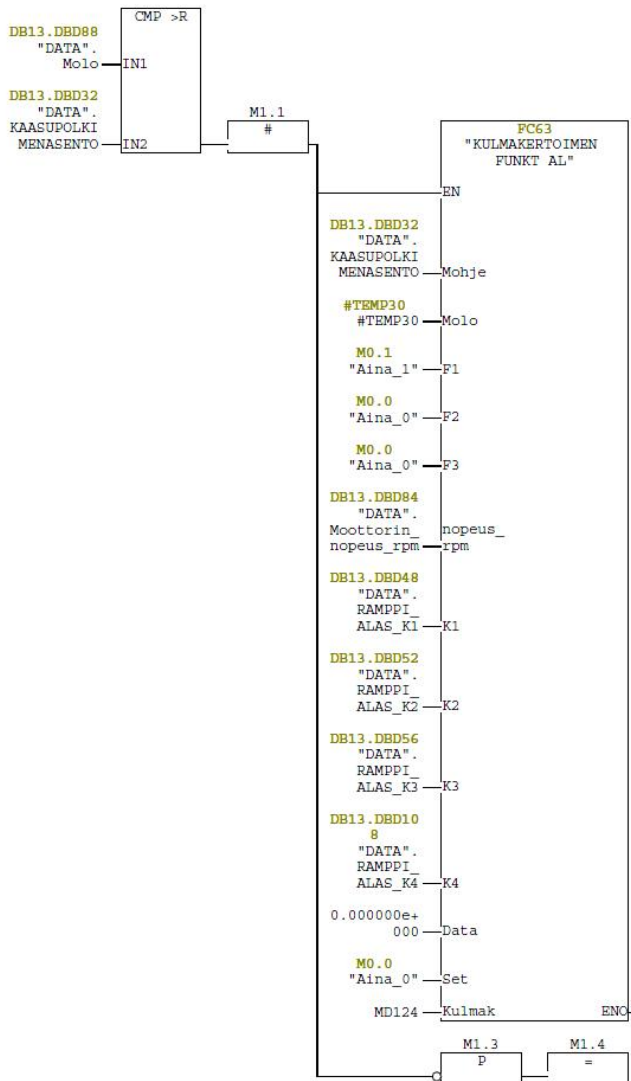 CMP >R
DB13.DBD88
"DATA".
Molo
IN1
DB13.DBD32
"DATA".
KAASUPOLKI
MENASENTO
IN2
M1.1
#
FC63
"KULMAKERTOIMEN
FUNKT AL"
EN
DB13.DBD32
"DATA".
KAASUPOLKI
MENASENTO
Mohje
#TEMP30
#TEMP30
Molo
M0.1
"Aina_1"
F1
M0.0
"Aina_0"
F2
M0.0
"Aina_0"
F3
DB13.DBD84
"DATA".
Moottorin_
nopeus_rpm
nopeus_
rpm
DB13.DBD48
"DATA".
RAMPPI_
ALAS_K1
K1
DB13.DBD52
"DATA".
RAMPPI_
ALAS_K2
K2
DB13.DBD56
"DATA".
RAMPPI_
ALAS_K3
K3
DB13.DBD10
8
"DATA".
RAMPPI_
ALAS_K4
K4
0.000000e+
000
Data
M0.0
"Aina_0"
Set
MD124
Kulmak
ENO
M1.3
P
M1.4
=